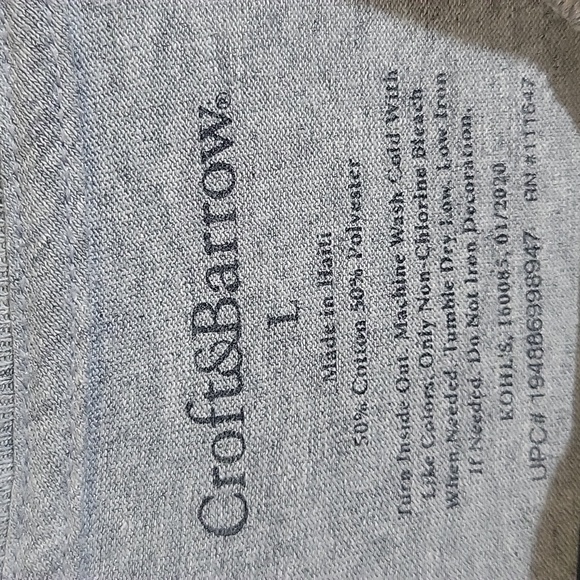 Croft&Barrow®
L
Made in Haiti
50% Cotton 50% Polyester
Turn Inside Out. Machine Wash Cold With
Like Colors, Only Non-Chlorine Bleach
When Needed. Tumble Dry Low. Low Iron
If Needed. Do Not Iron Decoration.
KOHL'S, 160085, 01/2020
UPC# 194886998947 RN #111647